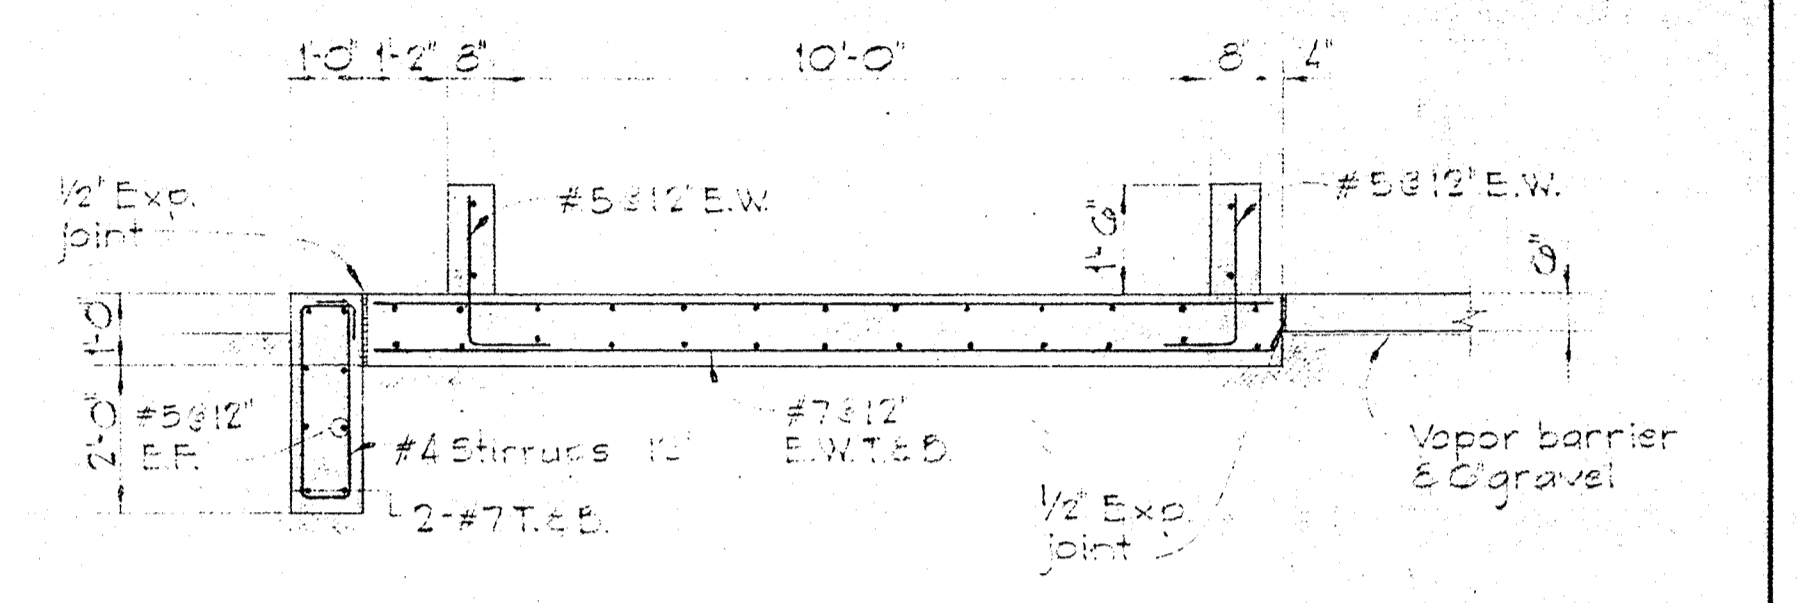 1'-0" 1'-2" 8" 10'-0" 8" 4"
1/2" Exp.
joint
#5@12" E.W.
1'-6"
#5@12" E.W.
6"
1'-0"
2'-0"
#5@12"
E.F.
#4 Stirrups 12"
2-#7 T.& B.
#7@12"
E.W.T.& B.
1/2" Exp.
joint
Vapor barrier
& gravel